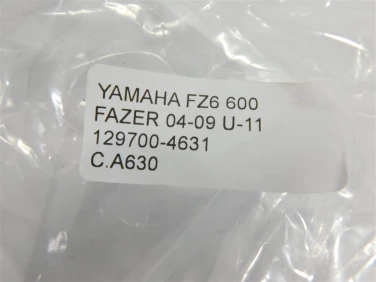 YAMAHA FZ6 600
FAZER 04-09 U-11
129700-4631
C.A630